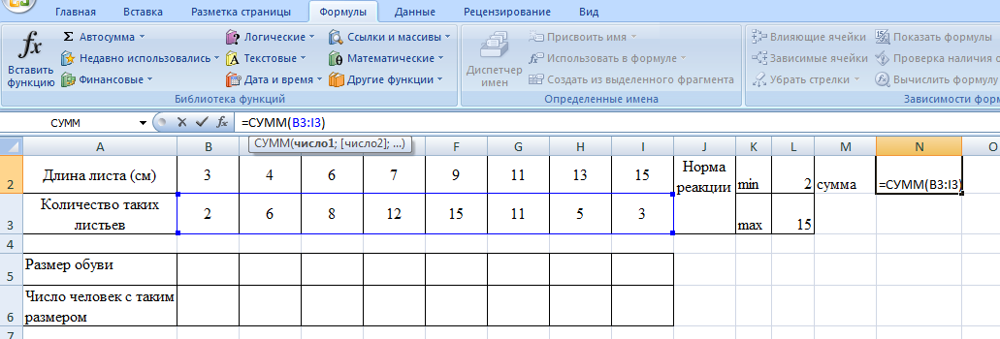 Главная Вставка Разметка страницы Формулы Данные Рецензирование Вид
fx Вставить функцию
Σ Автосумма
Недавно использовались
Финансовые
Логические
Текстовые
Дата и время
Ссылки и массивы
Математические
Другие функции
Библиотека функций
Диспетчер имен
Присвоить имя
Использовать в формуле
Создать из выделенного фрагмента
Определенные имена
Влияющие ячейки
Зависимые ячейки
Убрать стрелки
Показать формулы
Проверка наличия о
Вычислить формулу
Зависимости фор
СУММ fx =СУММ(B3:I3)
СУММ(число1; [число2]; ...)
A B F G H I J K L M N O
2 Длина листа (см) 3 4 6 7 9 11 13 15 Норма реакции min 2 сумма =СУММ(B3:I3)
3 Количество таких листьев 2 6 8 12 15 11 5 3 max 15
4
5 Размер обуви
6 Число человек с таким размером
7